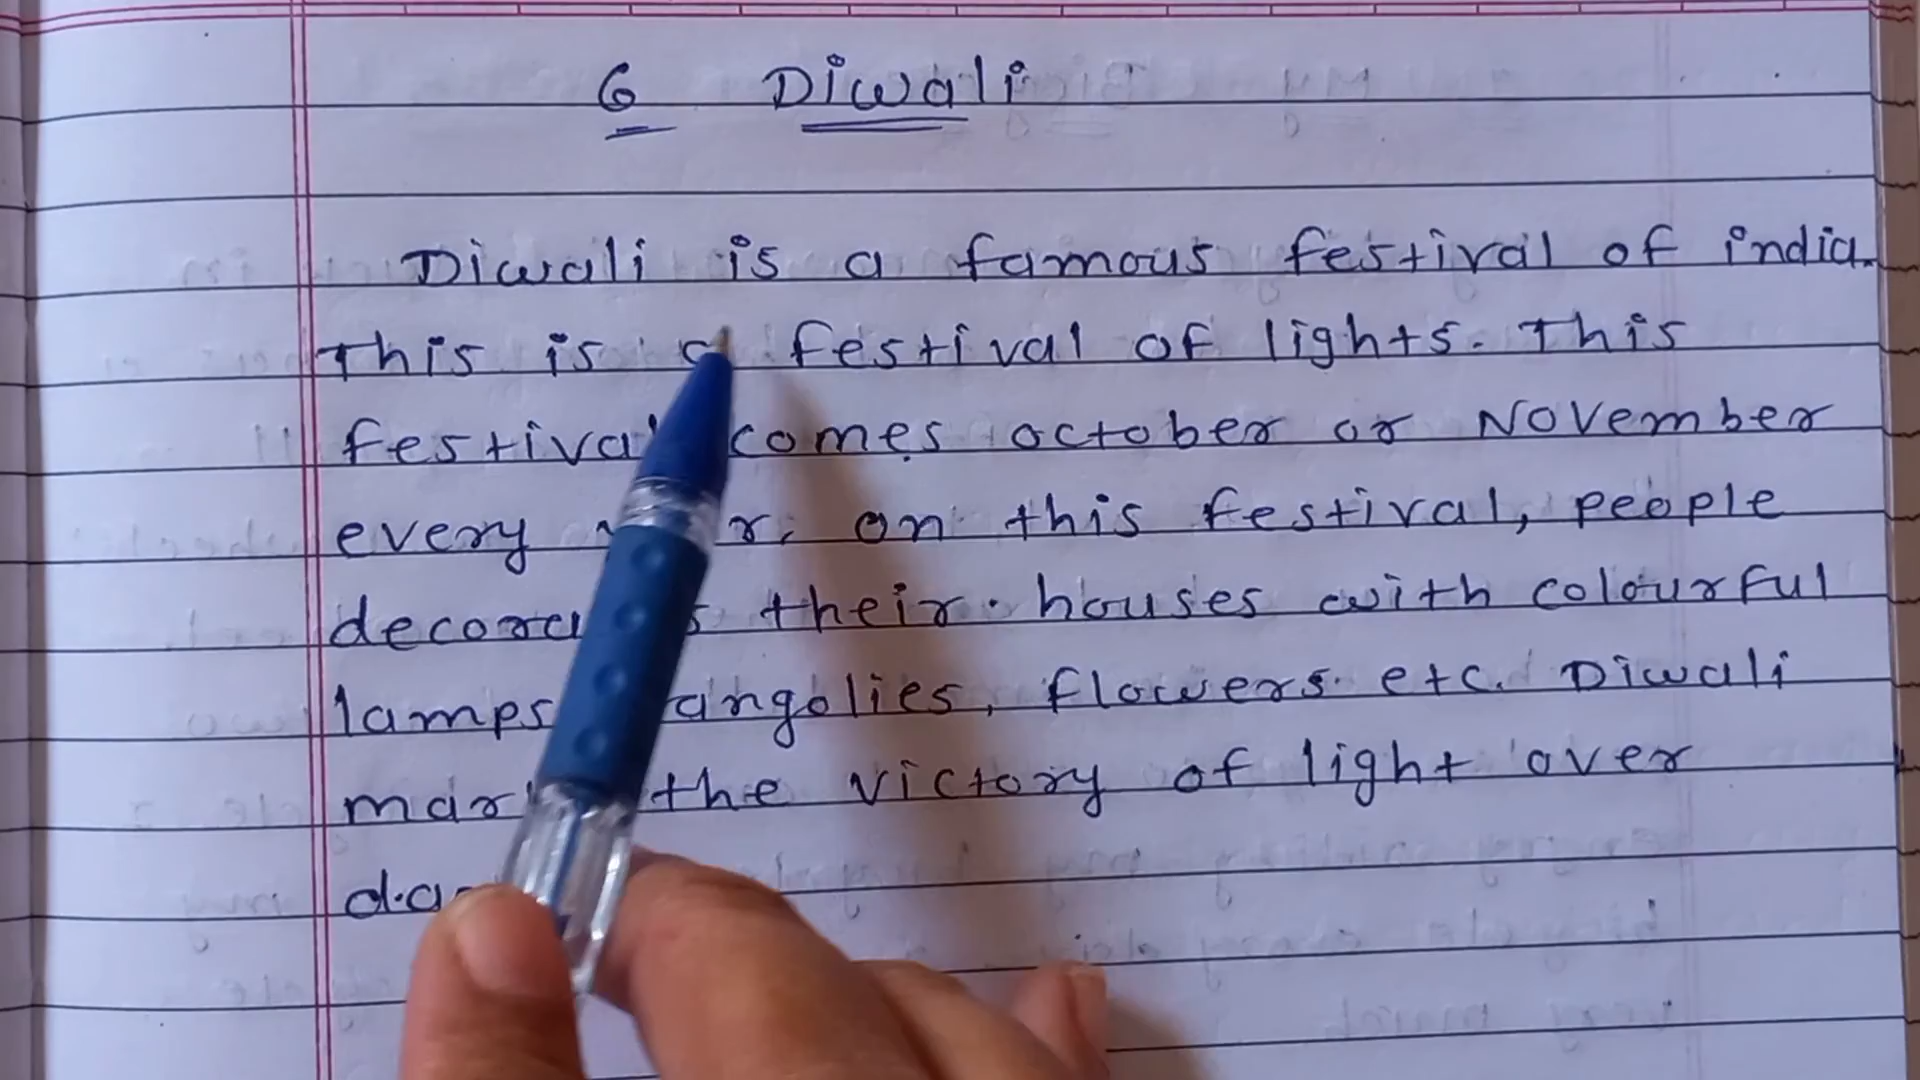 6 Diwali
Diwali is a famous festival of india.
This is a festival of lights. This
festival comes october or November
every on this festival, people
their houses with colourful
lamps flowers etc. Diwali
the victory of light over